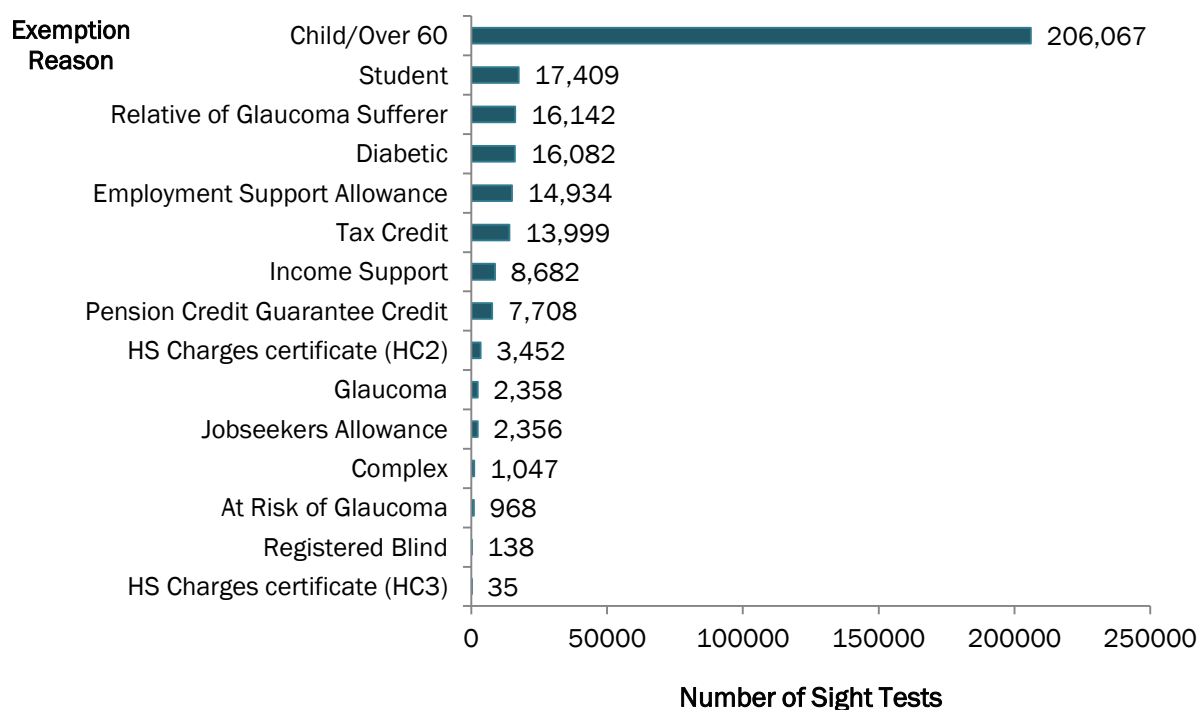 Exemption
Reason
Child/Over 60 206,067
Student 17,409
Relative of Glaucoma Sufferer 16,142
Diabetic 16,082
Employment Support Allowance 14,934
Tax Credit 13,999
Income Support 8,682
Pension Credit Guarantee Credit 7,708
HS Charges certificate (HC2) 3,452
Glaucoma 2,358
Jobseekers Allowance 2,356
Complex 1,047
At Risk of Glaucoma 968
Registered Blind 138
HS Charges certificate (HC3) 35
0 50000 100000 150000 200000 250000
Number of Sight Tests